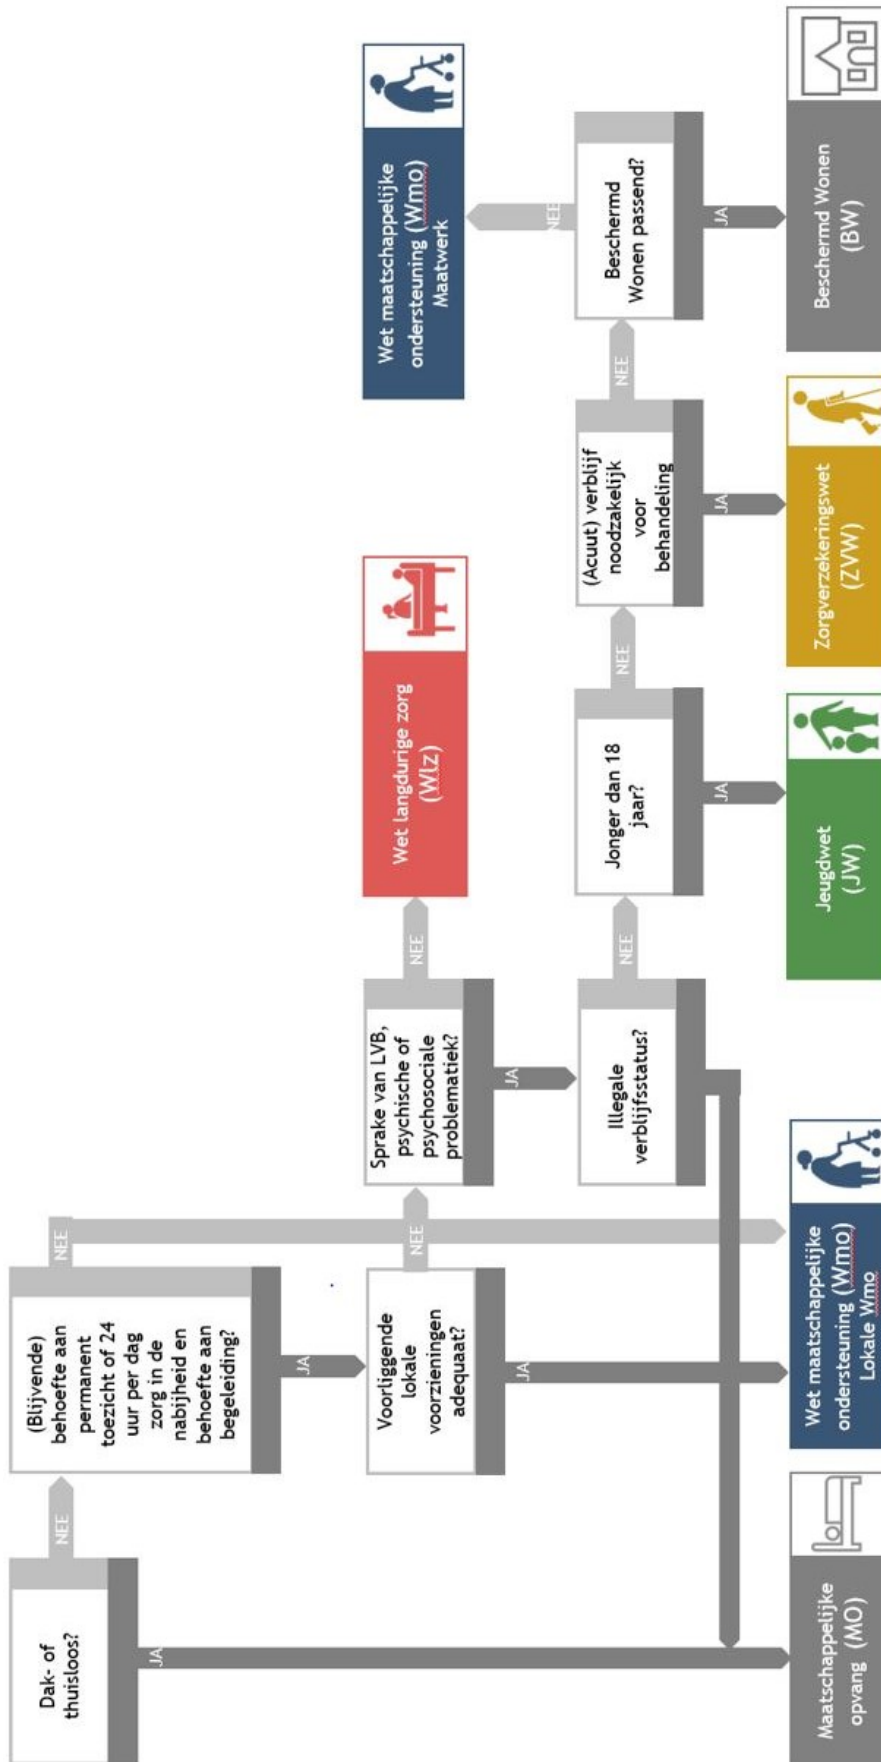 Dak- of
thuisloos?
NEE
JA
(Blijvende)
behoefte aan
permanent
toezicht of 24
uur per dag
zorg in de
nabijheid en
behoefte aan
begeleiding?
NEE
JA
Voorliggende
lokale
voorzieningen
adequaat?
NEE
JA
Sprake van LVB,
psychische of
psychosociale
problematiek?
NEE
JA
Wet langdurige zorg
(Wlz)
Wet maatschappelijke
ondersteuning (Wmo)
Maatwerk
Illegale
verblijfsstatus?
NEE
Jonger dan 18
jaar?
NEE
JA
(Acuut) verblijf
noodzakelijk
voor
behandeling
NEE
JA
Beschermd
Wonen passend?
NEE
JA
Maatschappelijke
opvang (MO)
Wet maatschappelijke
ondersteuning (Wmo)
Lokale Wmo
Jeugdwet
(JW)
Zorgverzekeringswet
(ZVW)
Beschermd Wonen
(BW)